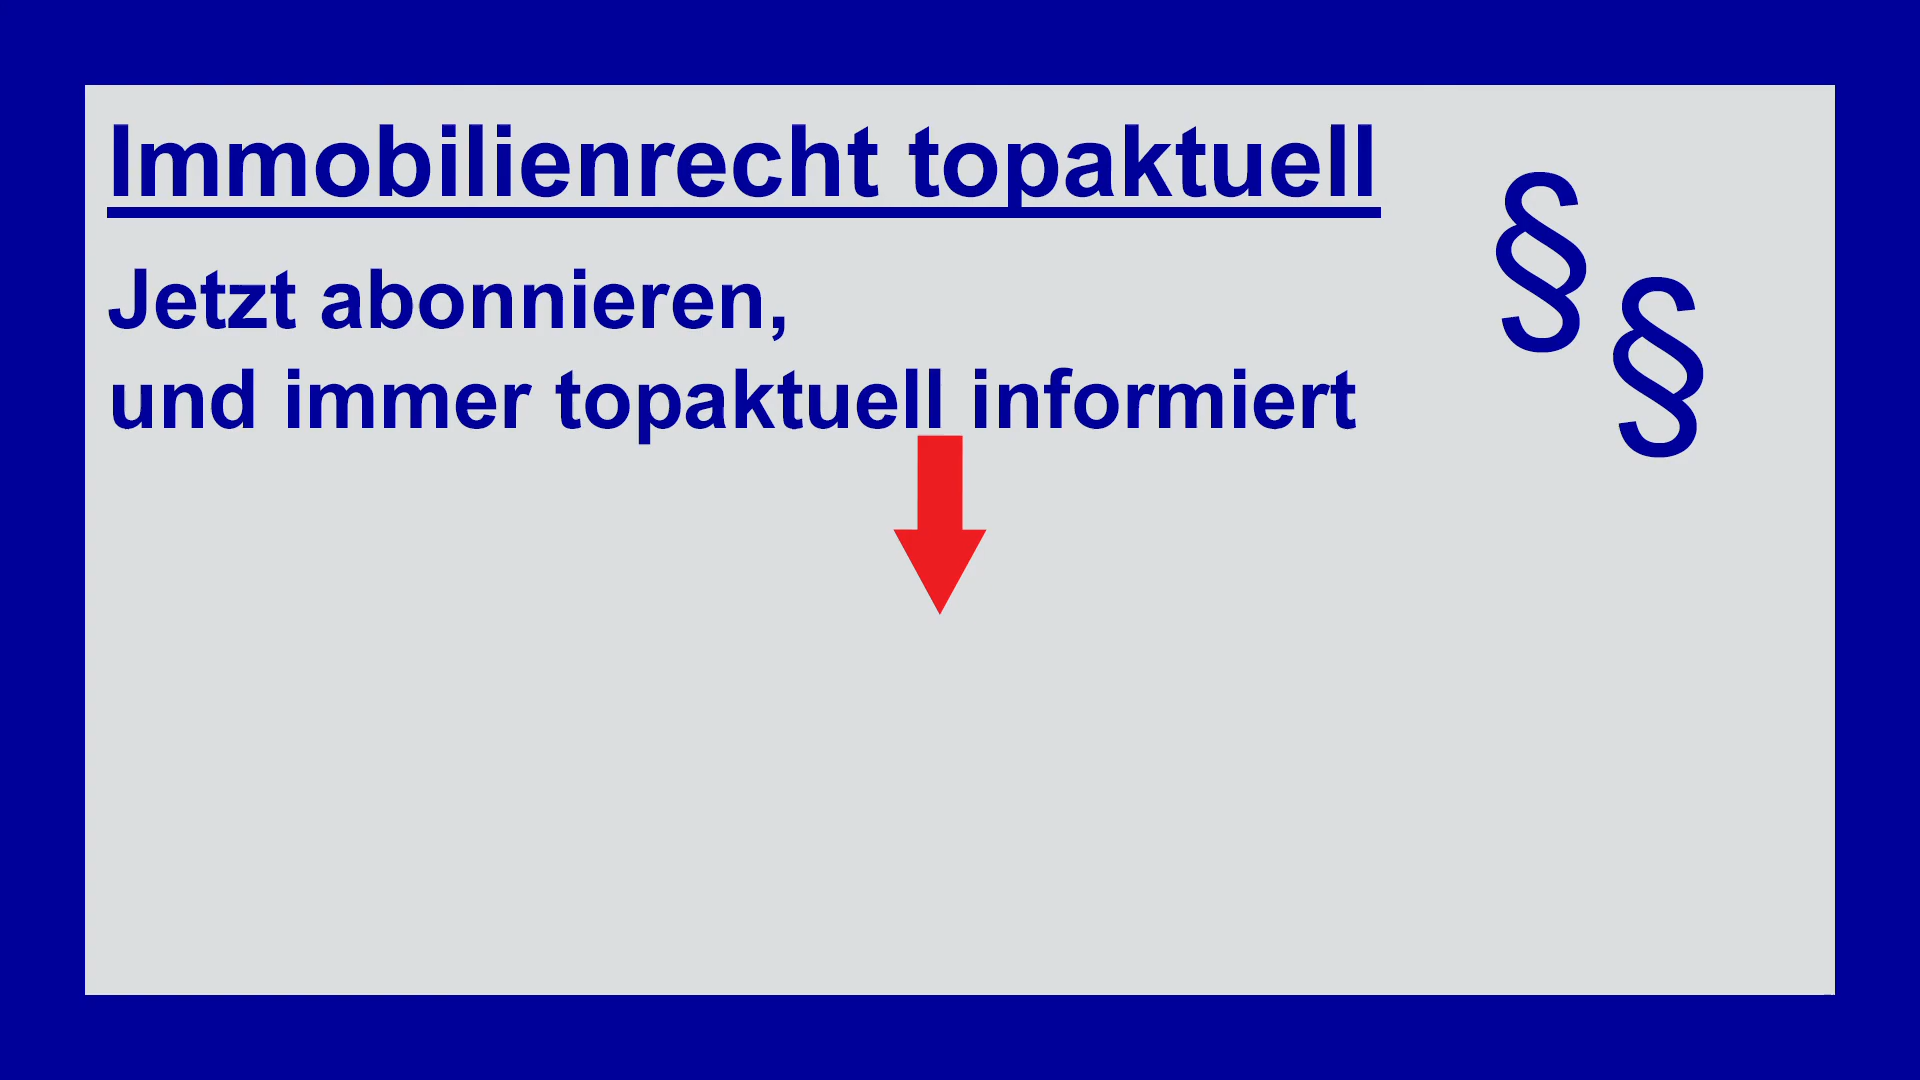 Immobilienrecht topaktuell
§
Jetzt abonnieren,
§
und immer topaktuell informiert